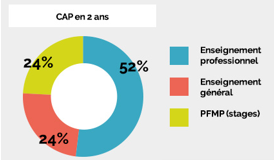 CAP en 2 ans
24%
52%
24%
Enseignement
professionnel
Enseignement
général
PFMP (stages)